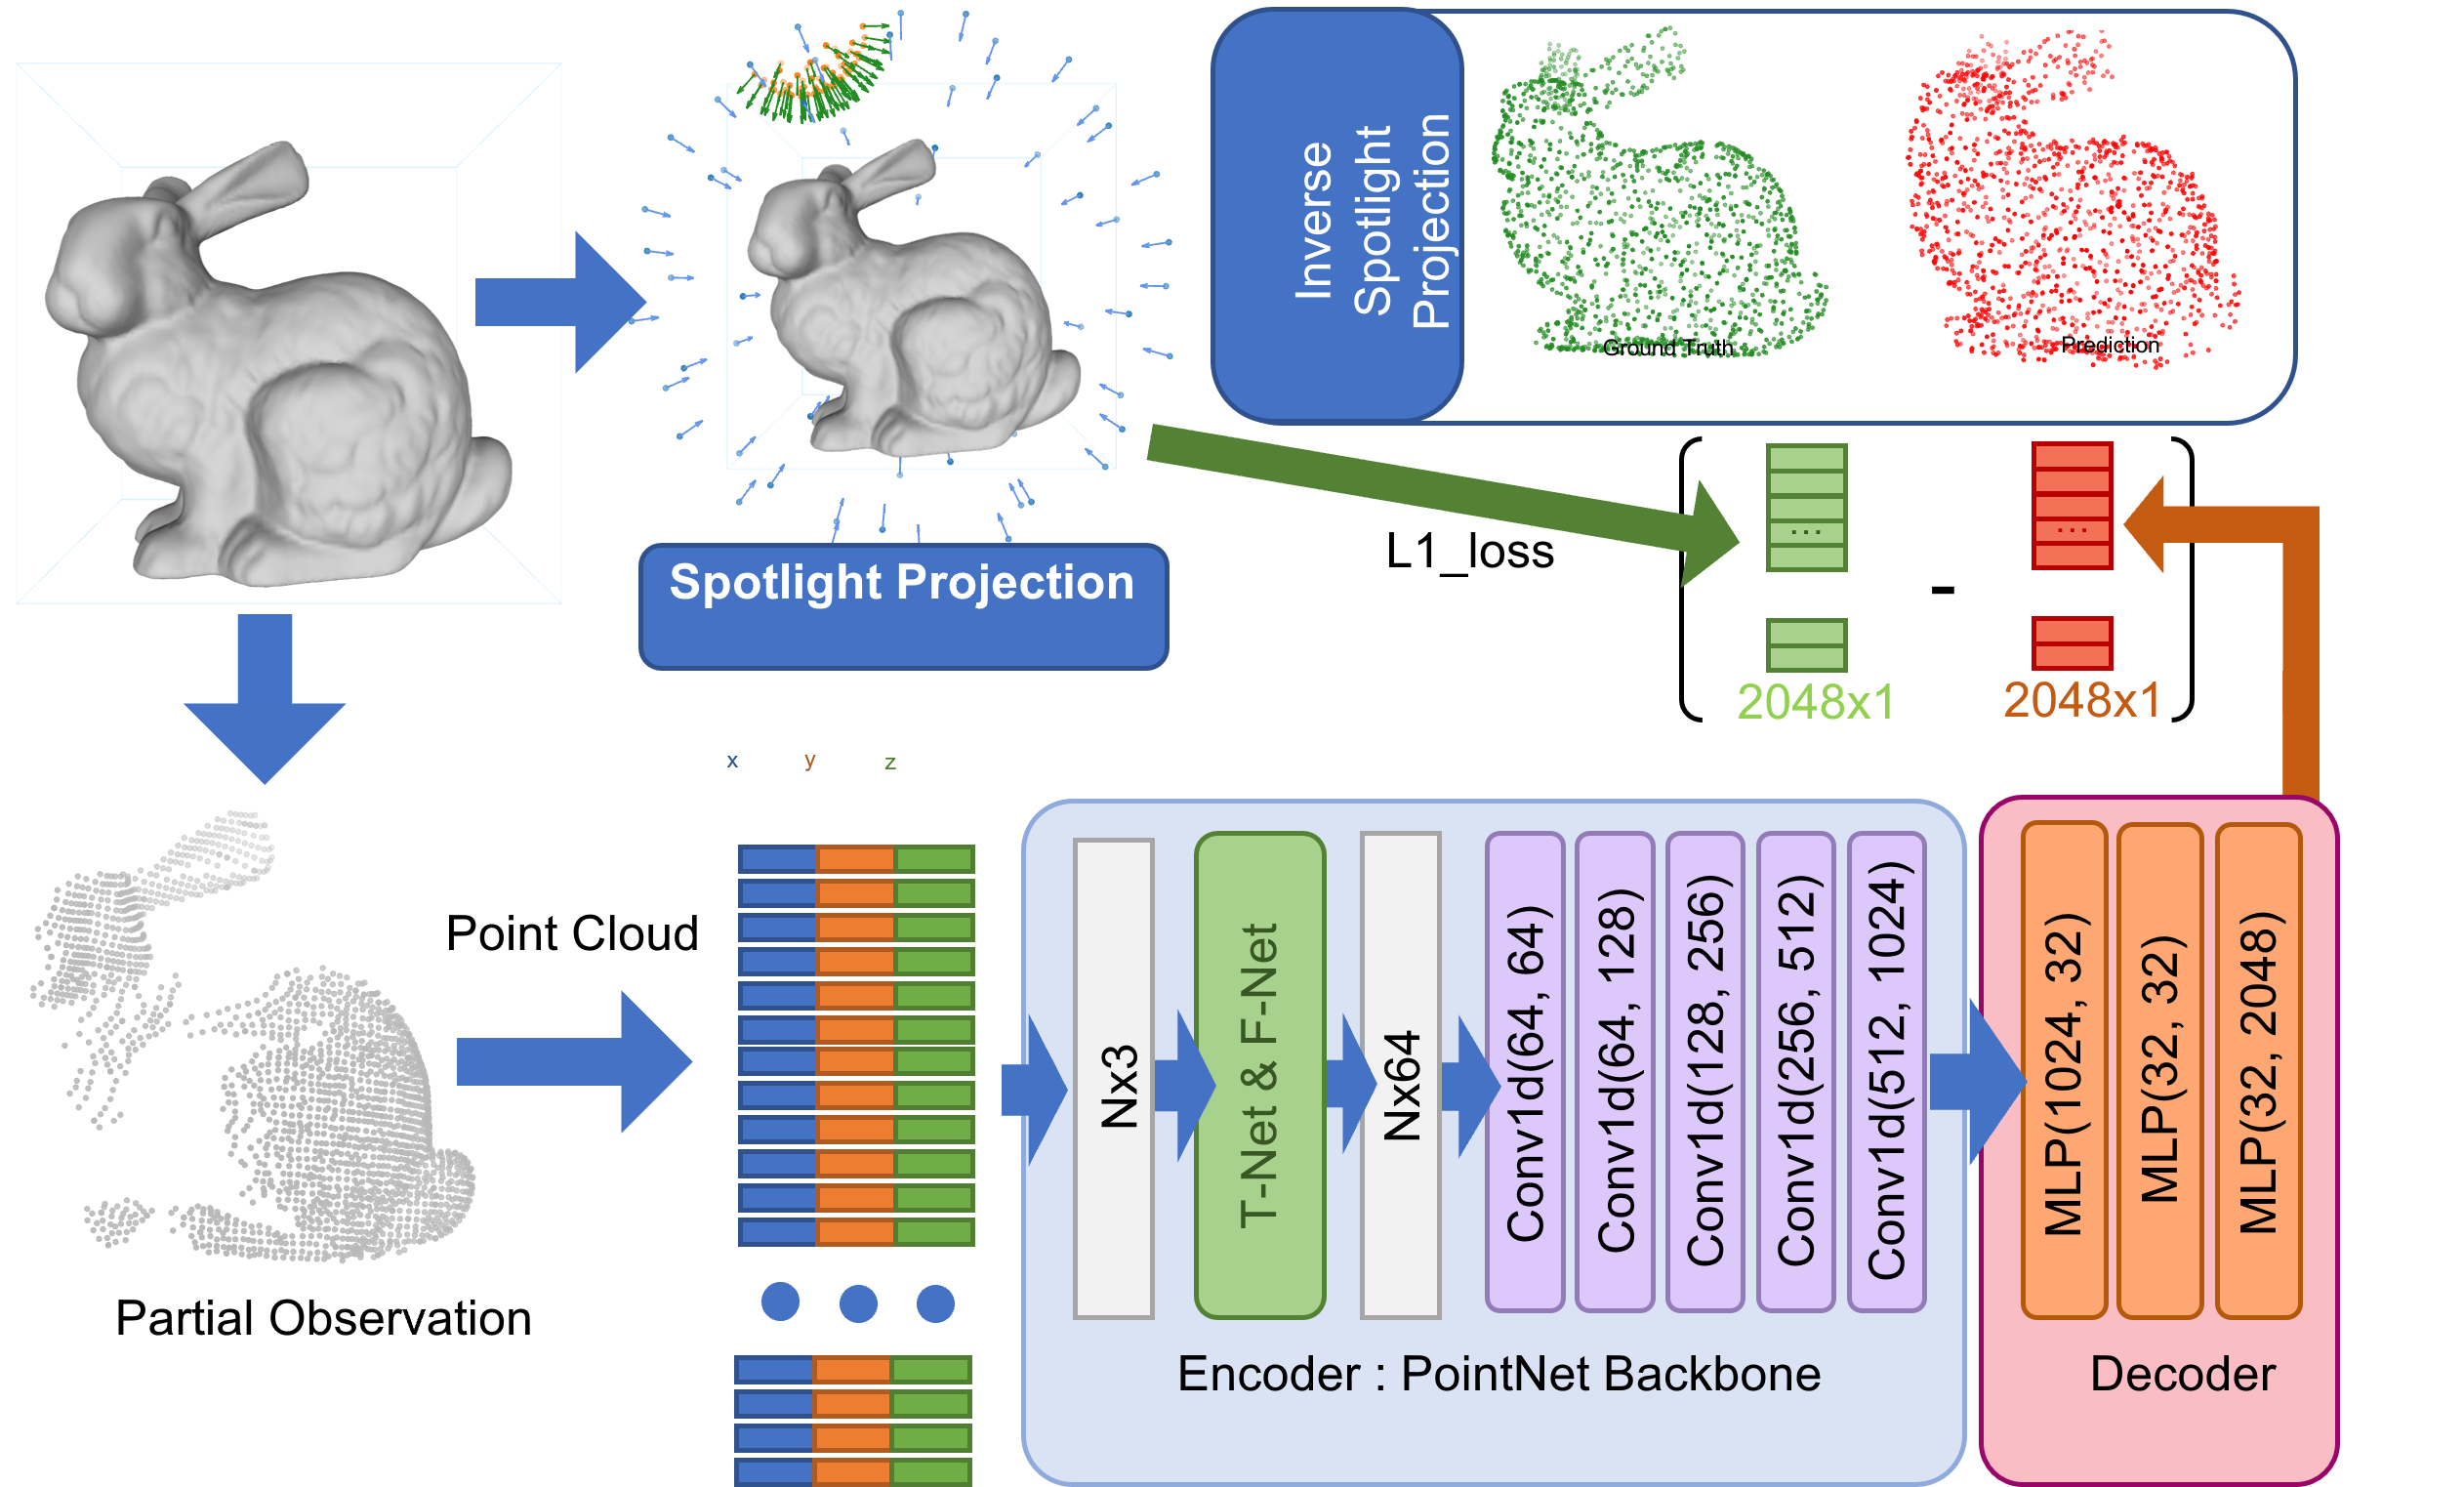 Inverse
Spotlight
Projection
Ground Truth
Prediction
Spotlight Projection
L1_loss
...
...
-
2048x1
2048x1
x y z
Point Cloud
Partial Observation
Nx3
T-Net & F-Net
Nx64
Conv1d(64, 64)
Conv1d(64, 128)
Conv1d(128, 256)
Conv1d(256, 512)
Conv1d(512, 1024)
Encoder : PointNet Backbone
MLP(1024, 32)
MLP(32, 32)
MLP(32, 2048)
Decoder